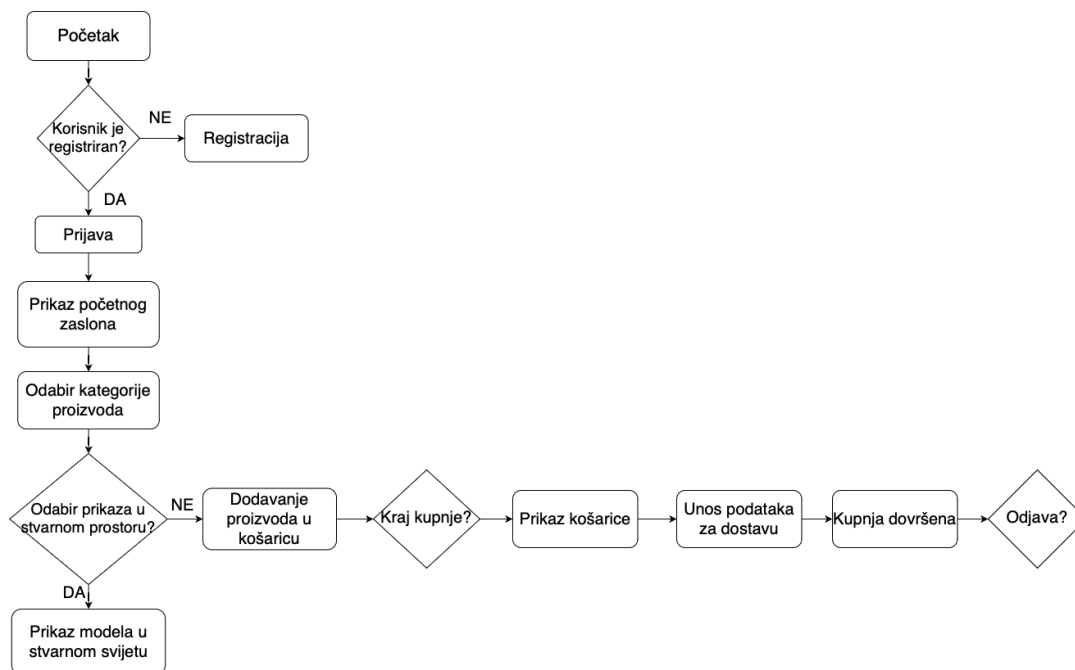 Početak
Korisnik je
registriran?
NE
Registracija
DA
Prijava
Prikaz početnog
zaslona
Odabir kategorije
proizvoda
Odabir prikaza u
stvarnom prostoru?
NE
Dodavanje
proizvoda u
košaricu
Kraj kupnje?
Prikaz košarice
Unos podataka
za dostavu
Kupnja dovršena
Odjava?
DA
Prikaz modela u
stvarnom svijetu